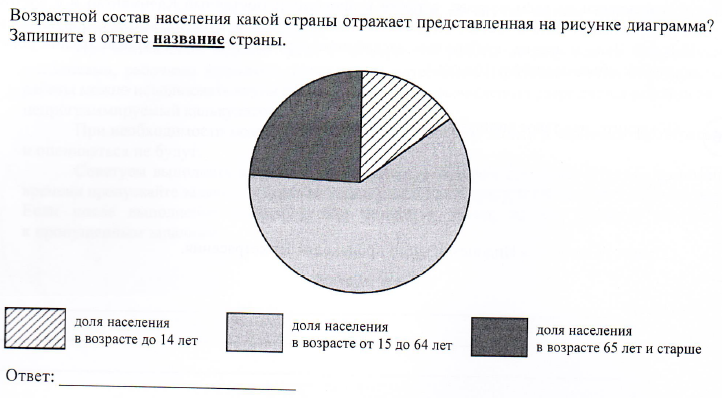 Возрастной состав населения какой страны отражает представленная на рисунке диаграмма?
Запишите в ответе название страны.
доля населения
в возрасте до 14 лет
доля населения
в возрасте от 15 до 64 лет
доля населения
в возрасте 65 лет и старше
Ответ: